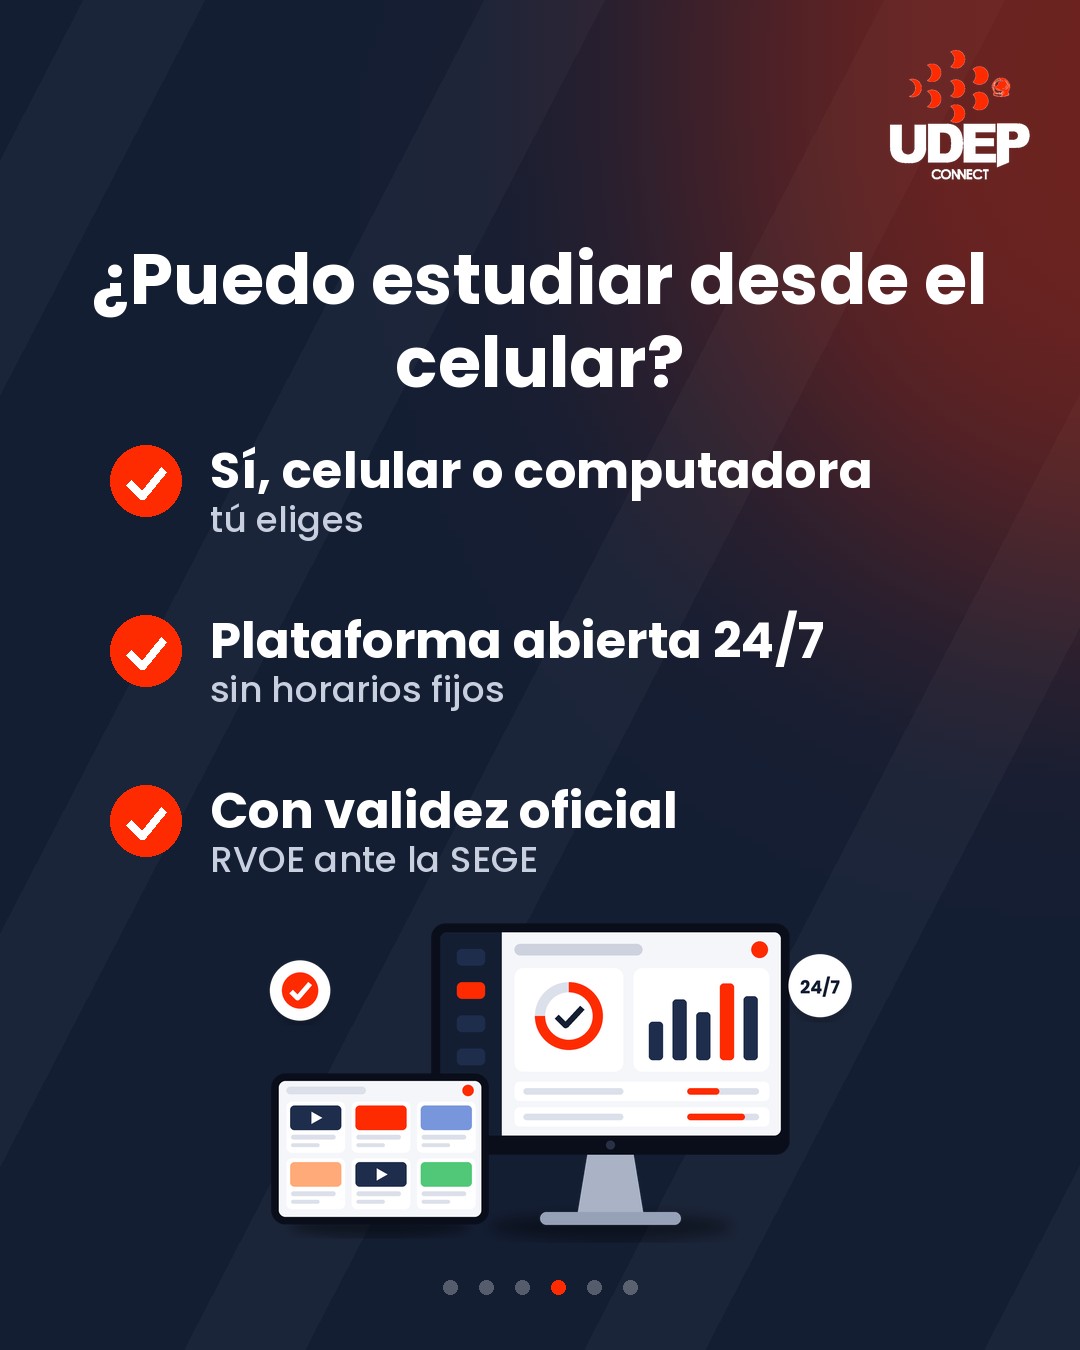 UDEP
CONNECT
¿Puedo estudiar desde el
celular?
Sí, celular o computadora
tú eliges
Plataforma abierta 24/7
sin horarios fijos
Con validez oficial
RVOE ante la SEGE
24/7